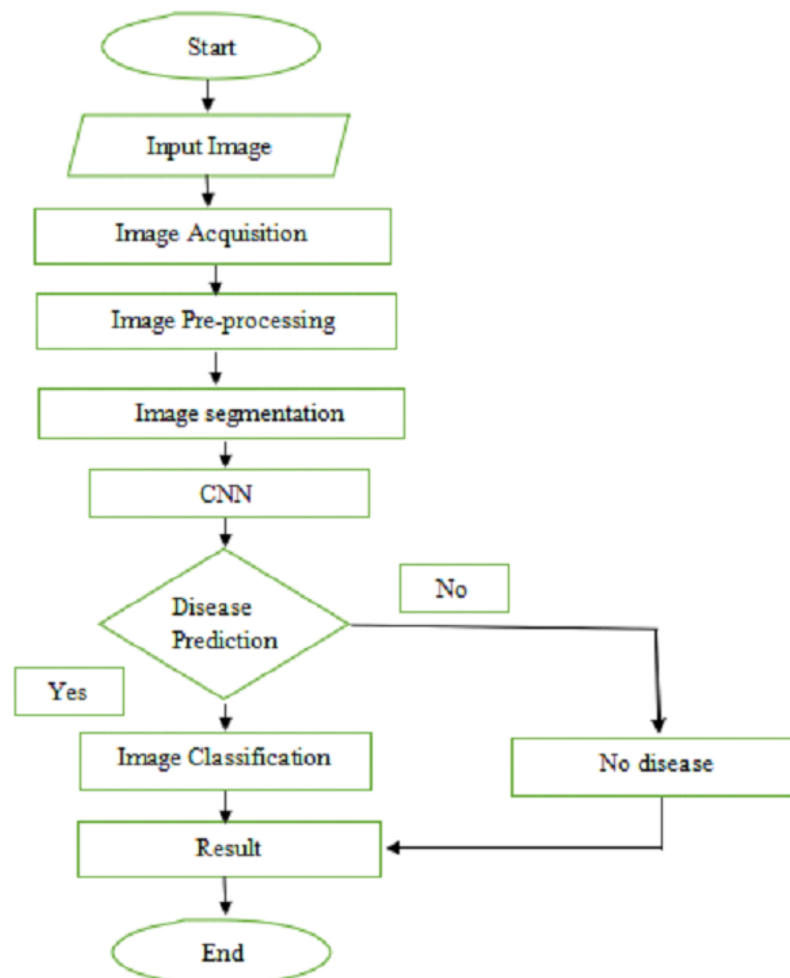 Start
Input Image
Image Acquisition
Image Pre-processing
Image segmentation
CNN
Disease
Prediction
No
Yes
Image Classification
No disease
Result
End